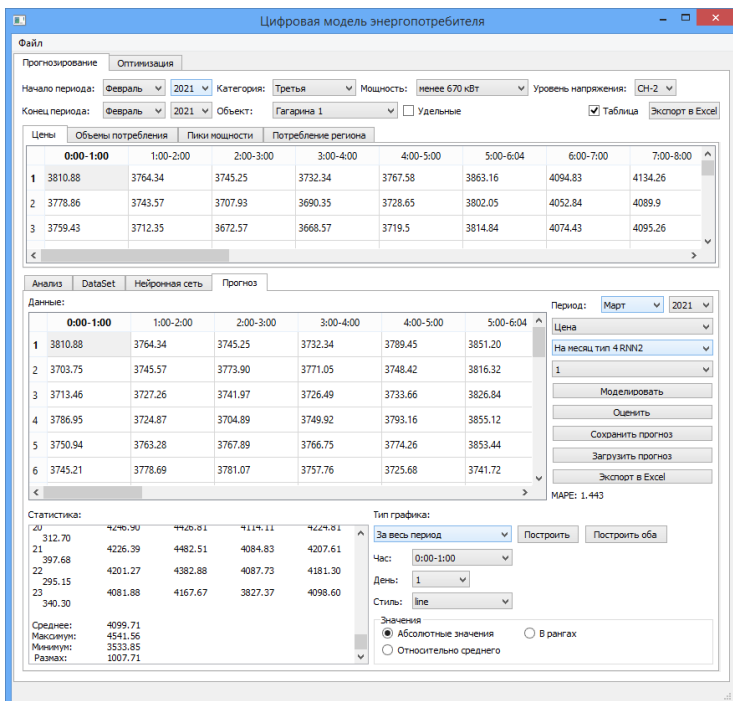 Цифровая модель энергопотребителя
Файл
Прогнозирование Оптимизация
Начало периода: Февраль 2021 Категория: Третья Мощность: менее 670 кВт Уровень напряжения: СН-2
Конец периода: Февраль 2021 Объект: Гагарина 1 Удельные Таблица Экспорт в Excel
Цены Объемы потребления Пики мощности Потребление региона
0:00-1:00 1:00-2:00 2:00-3:00 3:00-4:00 4:00-5:00 5:00-6:04 6:00-7:00 7:00-8:00
1 3810.88 3764.34 3745.25 3732.34 3767.58 3863.16 4094.83 4134.26
2 3778.86 3743.57 3707.93 3690.35 3728.65 3802.05 4052.84 4089.9
3 3759.43 3712.35 3672.57 3668.57 3719.5 3814.84 4074.43 4095.26
Анализ DataSet Нейронная сеть Прогноз
Данные:
Период: Март 2021
0:00-1:00 1:00-2:00 2:00-3:00 3:00-4:00 4:00-5:00 5:00-6:04
Цена
1 3810.88 3764.34 3745.25 3732.34 3789.45 3851.20
На месяц тип 4 RNN2
2 3703.75 3745.57 3773.90 3771.05 3748.42 3816.32
1
3 3713.46 3727.26 3741.97 3726.49 3733.66 3826.84
Моделировать
Оценить
4 3786.95 3724.87 3704.89 3749.92 3793.16 3855.12
Сохранить прогноз
5 3750.94 3763.28 3767.89 3766.75 3774.26 3853.44
Загрузить прогноз
6 3745.21 3778.69 3781.07 3757.76 3725.68 3741.72
Экспорт в Excel
MAPE: 1.443
Статистика:
20 4246.90 4426.81 4114.11 4224.81
312.70
21 4226.39 4482.51 4084.83 4207.61
397.68
22 4201.27 4382.88 4087.73 4181.30
295.15
23 4081.88 4167.67 3827.37 4098.60
340.30
Среднее: 4099.71
Максимум: 4541.56
Минимум: 3533.85
Размах: 1007.71
Тип графика:
За весь период Построить Построить оба
Час: 0:00-1:00
День: 1
Стиль: line
Значения
Абсолютные значения В рангах
Относительно среднего